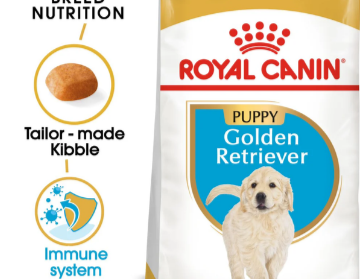 BREED
NUTRITION
Tailor - made
Kibble
Immune
system
ROYAL CANIN®
PUPPY
Golden
Retriever